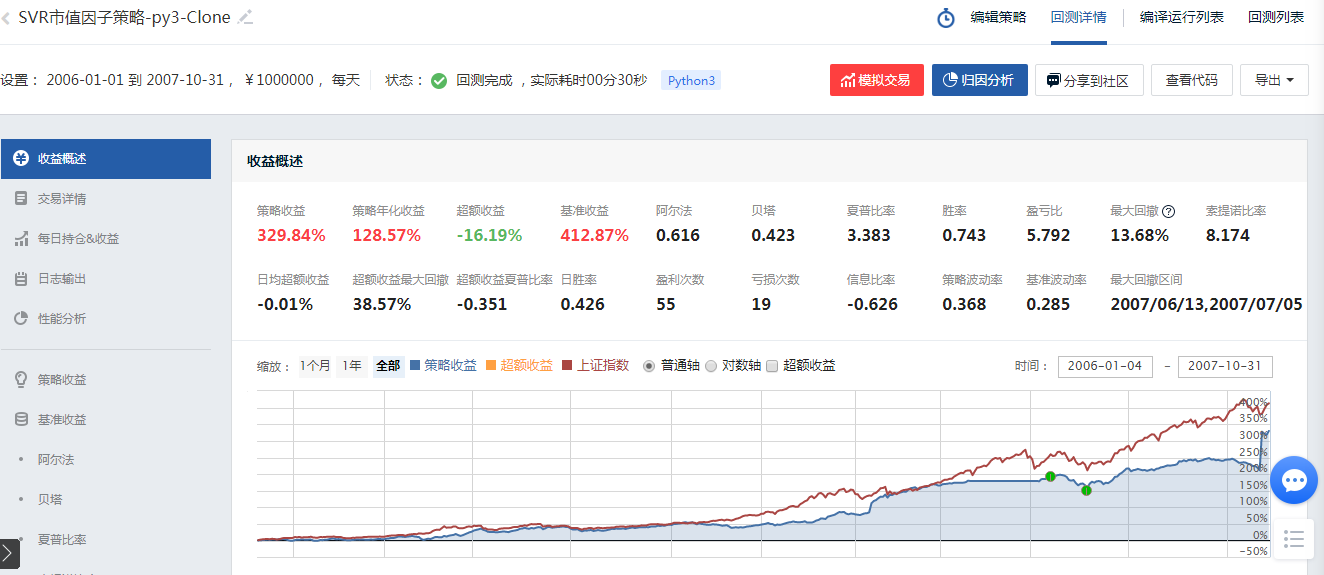 SVR市值因子策略-py3-Clone
编辑策略 回测详情 编译运行列表 回测列表
设置： 2006-01-01 到 2007-10-31， ￥1000000， 每天 状态： 回测完成 ，实际耗时00分30秒 Python3 模拟交易 归因分析 分享到社区 查看代码 导出
收益概述
交易详情
每日持仓&收益
日志输出
性能分析
策略收益
基准收益
阿尔法
贝塔
夏普比率
收益概述
策略收益 策略年化收益 超额收益 基准收益 阿尔法 贝塔 夏普比率 胜率 盈亏比 最大回撤 索提诺比率
329.84% 128.57% -16.19% 412.87% 0.616 0.423 3.383 0.743 5.792 13.68% 8.174
日均超额收益 超额收益最大回撤 超额收益夏普比率 日胜率 盈利次数 亏损次数 信息比率 策略波动率 基准波动率 最大回撤区间
-0.01% 38.57% -0.351 0.426 55 19 -0.626 0.368 0.285 2007/06/13,2007/07/05
缩放： 1个月 1年 全部 策略收益 超额收益 上证指数 普通轴 对数轴 超额收益 时间： 2006-01-04 - 2007-10-31
400%
350%
300%
250%
200%
150%
100%
50%
0%
-50%